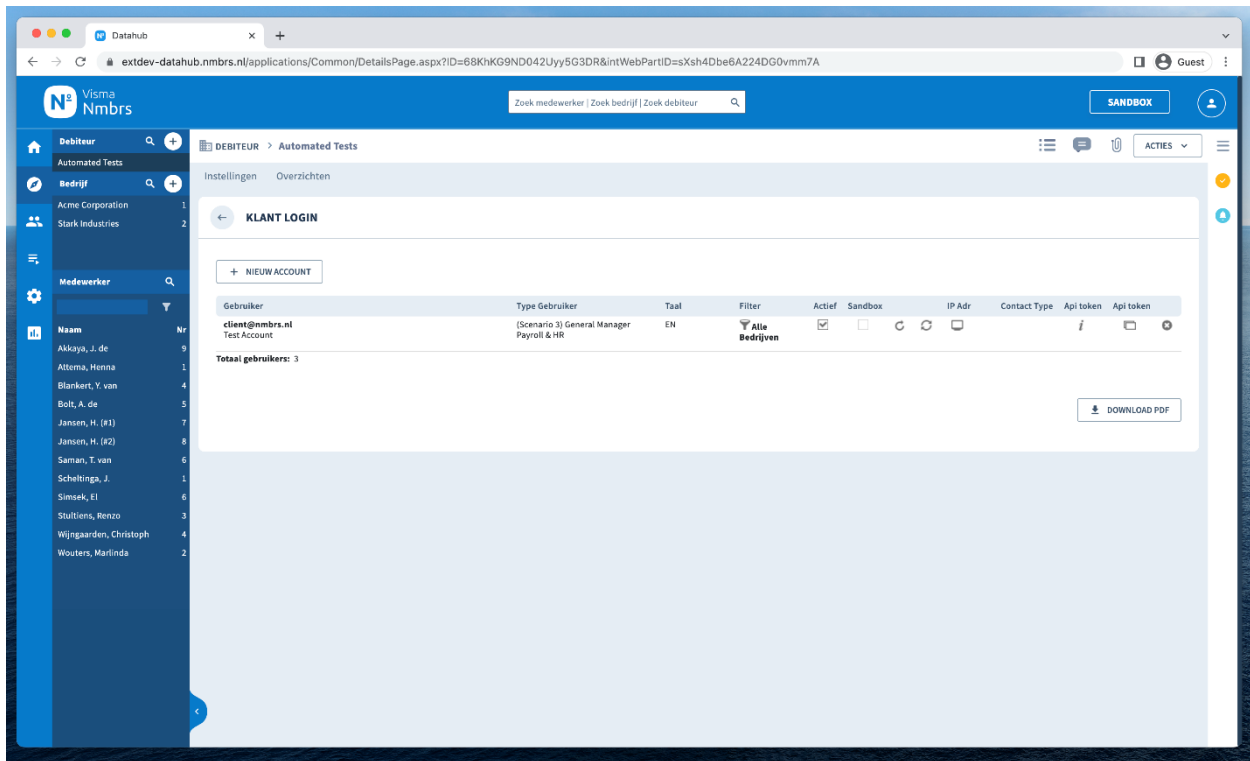 Datahub
extdev-datahub.nmbrs.nl/applications/Common/DetailsPage.aspx?ID=68KhKG9ND042Uyy5G3DR&intWebPartID=sXsh4Dbe6A224DG0vmm7A
Guest
Nº Visma Nmbrs
Zoek medewerker | Zoek bedrijf | Zoek debiteur
SANDBOX
Debiteur
Automated Tests
Bedrijf
Acme Corporation 1
Stark Industries 2
Medewerker
Naam Nr
Akkaya, J. de 9
Attema, Henna 1
Blankert, Y. van 4
Bolt, A. de 5
Jansen, H. (#1) 7
Jansen, H. (#2) 8
Saman, T. van 6
Scheltinga, J. 1
Simsek, El 6
Stultiens, Renzo 3
Wijngaarden, Christoph 4
Wouters, Marlinda 2
DEBITEUR > Automated Tests
ACTIES
Instellingen Overzichten
KLANT LOGIN
+ NIEUW ACCOUNT
Gebruiker Type Gebruiker Taal Filter Actief Sandbox IP Adr Contact Type Api token Api token
client@nmbrs.nl (Scenario 3) General Manager EN Alle
Test Account Payroll & HR Bedrijven
Totaal gebruikers: 3
DOWNLOAD PDF